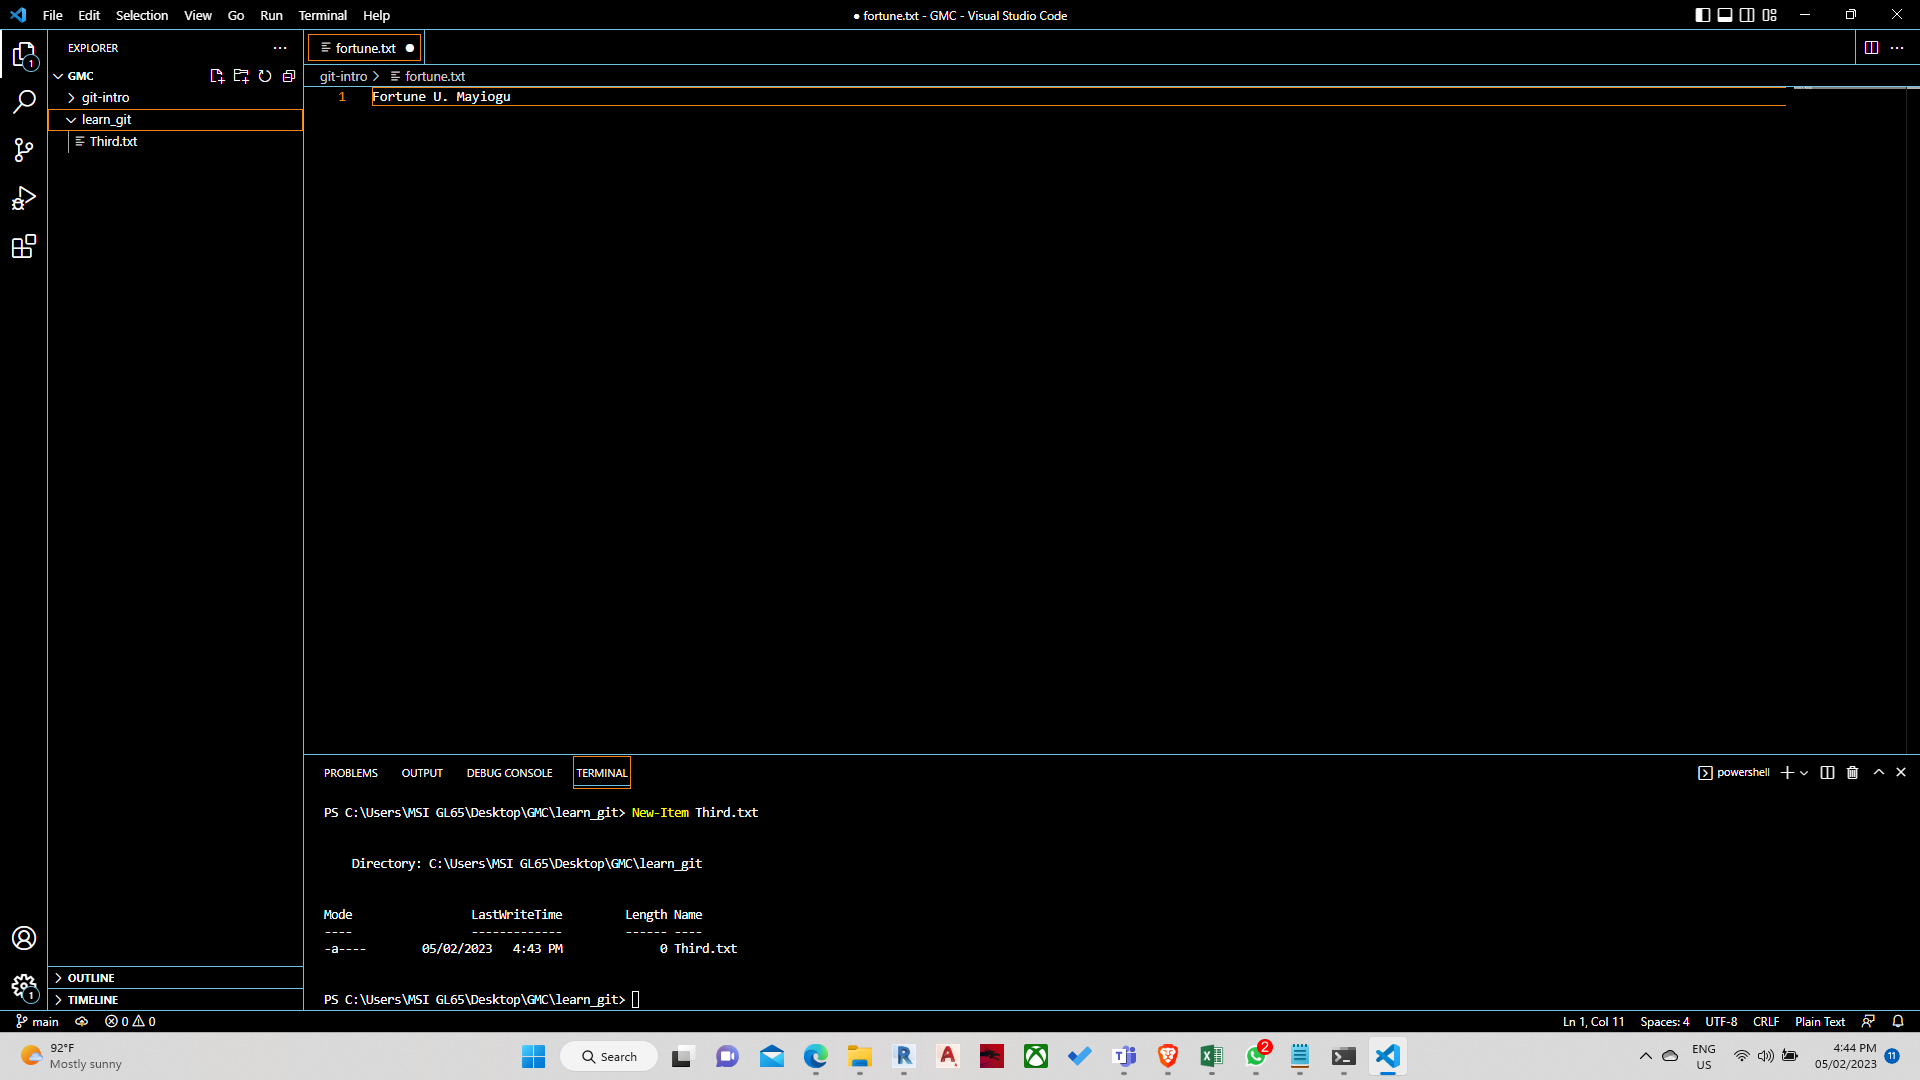 File Edit Selection View Go Run Terminal Help
● fortune.txt - GMC - Visual Studio Code
EXPLORER
fortune.txt
GMC
git-intro > fortune.txt
git-intro
1 Fortune U. Mayiogu
learn_git
Third.txt
PROBLEMS OUTPUT DEBUG CONSOLE TERMINAL
powershell
PS C:\Users\MSI GL65\Desktop\GMC\learn_git> New-Item Third.txt
Directory: C:\Users\MSI GL65\Desktop\GMC\learn_git
Mode LastWriteTime Length Name
---- ------------- ------ ----
-a---- 05/02/2023 4:43 PM 0 Third.txt
PS C:\Users\MSI GL65\Desktop\GMC\learn_git>
1
OUTLINE
1
TIMELINE
main 0 0
Ln 1, Col 11 Spaces: 4 UTF-8 CRLF Plain Text
92°F
Mostly sunny
Search
2
ENG
US
4:44 PM
05/02/2023
11